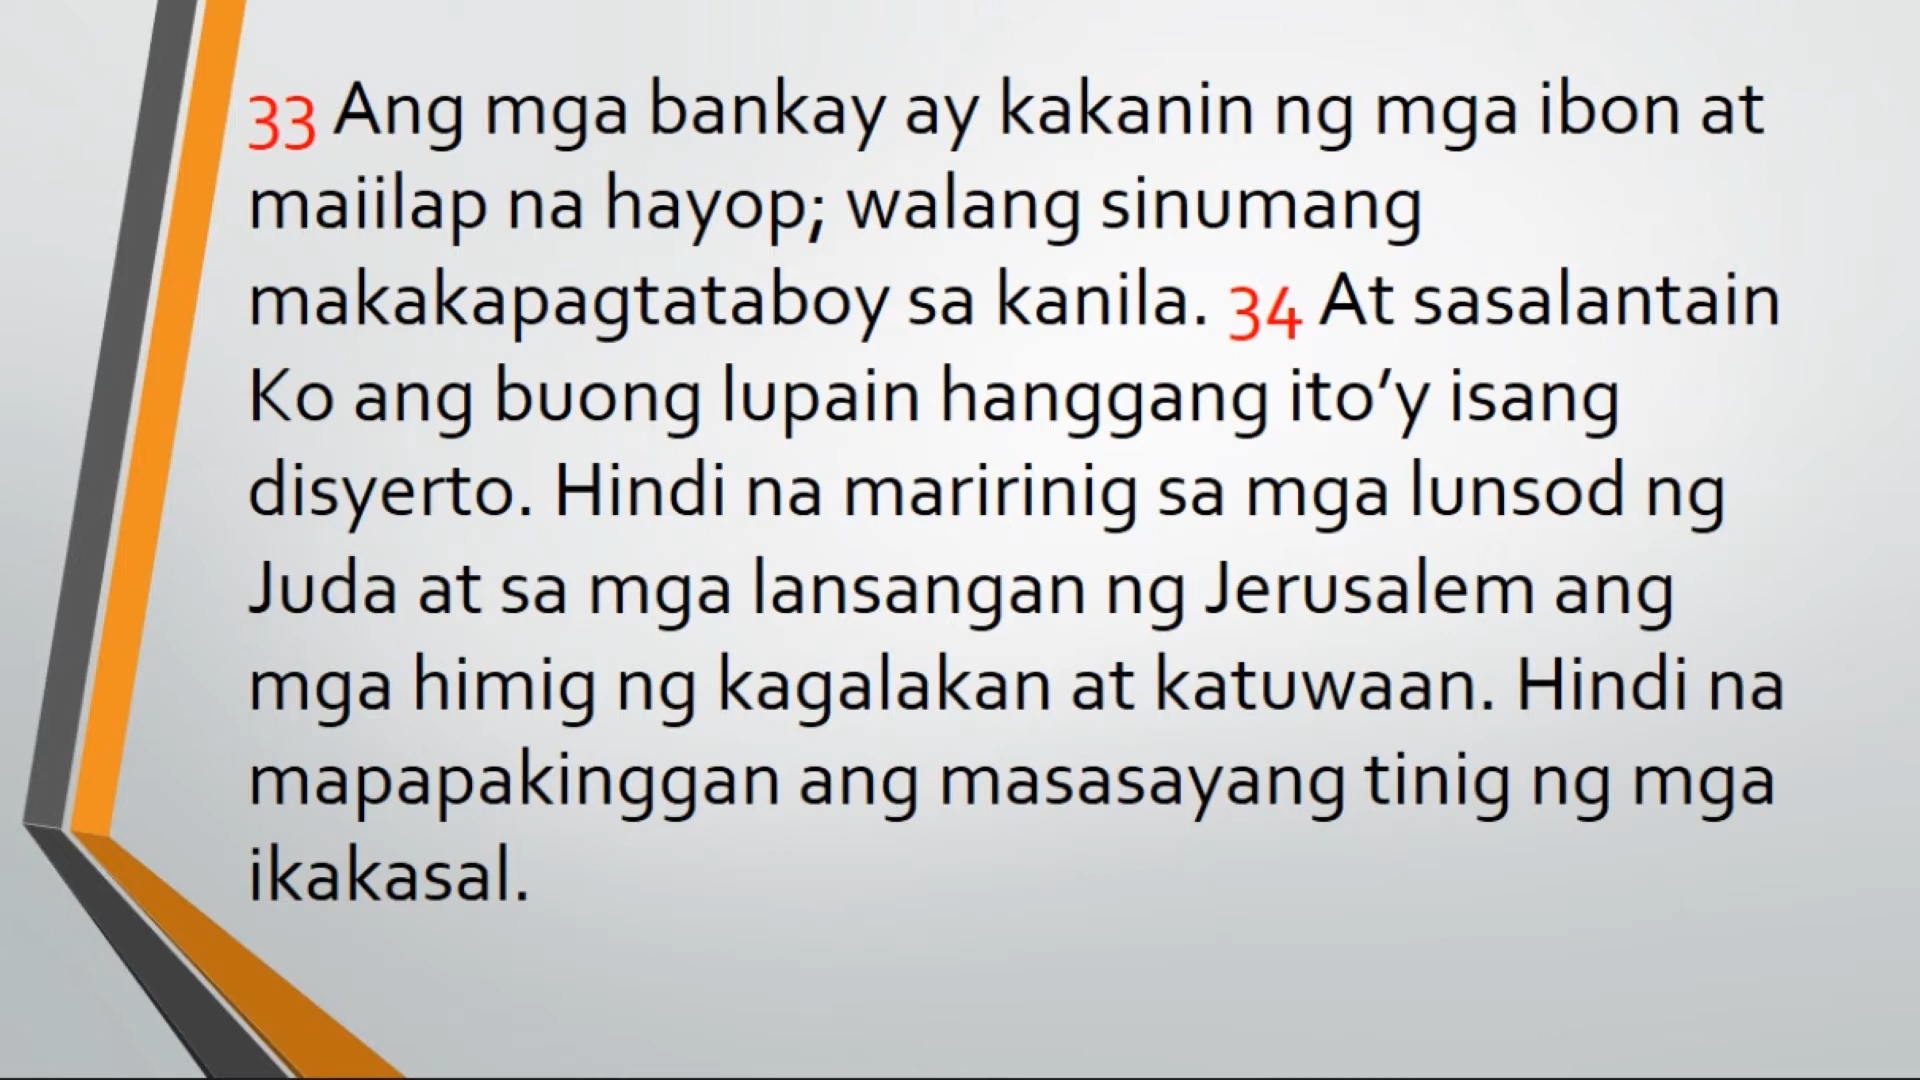 33 Ang mga bankay ay kakanin ng mga ibon at
maiilap na hayop; walang sinumang
makakapagtataboy sa kanila. 34 At sasalantain
Ko ang buong lupain hanggang ito’y isang
disyerto. Hindi na maririnig sa mga lunsod ng
Juda at sa mga lansangan ng Jerusalem ang
mga himig ng kagalakan at katuwaan. Hindi na
mapapakinggan ang masasayang tinig ng mga
ikakasal.